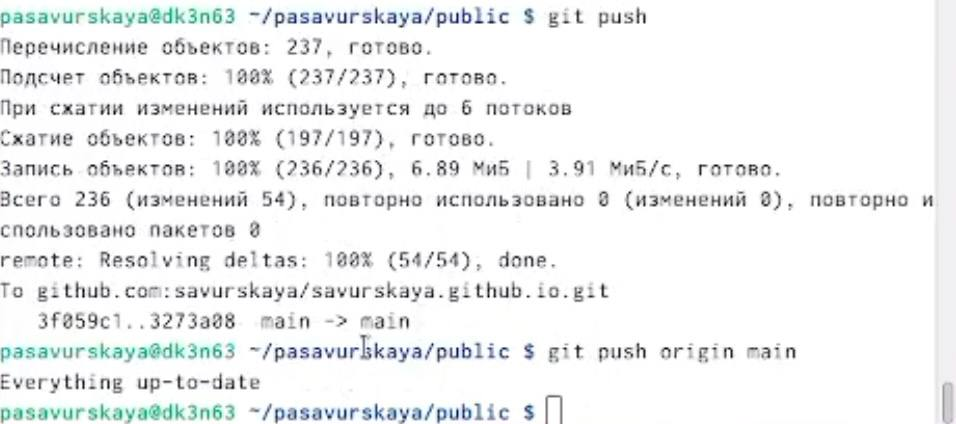 pasavurskaya@dk3n63 ~/pasavurskaya/public $ git push
Перечисление объектов: 237, готово.
Подсчет объектов: 100% (237/237), готово.
При сжатии изменений используется до 6 потоков
Сжатие объектов: 100% (197/197), готово.
Запись объектов: 100% (236/236), 6.89 МиБ | 3.91 МиБ/с, готово.
Всего 236 (изменений 54), повторно использовано 0 (изменений 0), повторно и
спользовано пакетов 0
remote: Resolving deltas: 100% (54/54), done.
To github.com:savurskaya/savurskaya.github.io.git
   3f059c1..3273a08  main -> main
pasavurskaya@dk3n63 ~/pasavurskaya/public $ git push origin main
Everything up-to-date
pasavurskaya@dk3n63 ~/pasavurskaya/public $